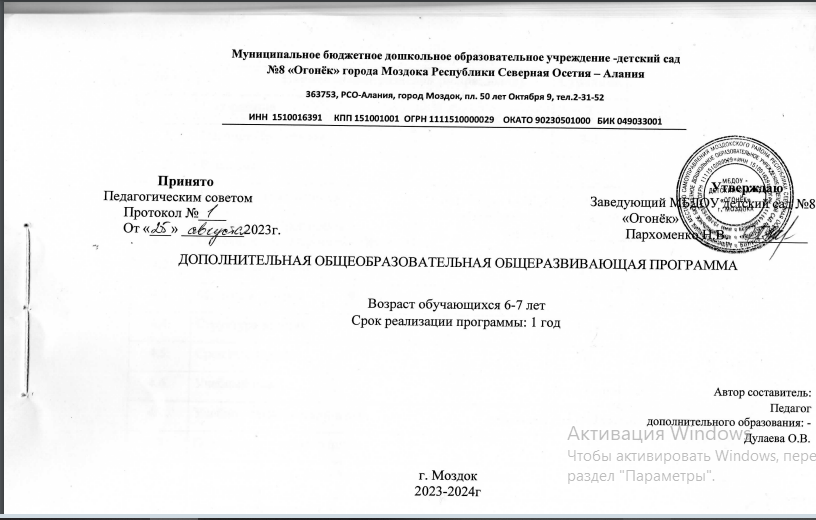 Муниципальное бюджетное дошкольное образовательное учреждение -детский сад
№8 «Огонёк» города Моздока Республики Северная Осетия – Алания
363753, РСО-Алания, город Моздок, пл. 50 лет Октября 9, тел.2-31-52
ИНН 1510016391 КПП 151001001 ОГРН 1111510000029 ОКАТО 90230501000 БИК 049033001
Принято
Педагогическим советом
Протокол № 1
От «25» августа 2023г.
Утверждаю
Заведующий МБДОУ детский сад №8
«Огонёк»
Пархоменко Н.В.
МБДОУ -
«ОГОНЁК»
г. МОЗДОКА
ДОПОЛНИТЕЛЬНАЯ ОБЩЕОБРАЗОВАТЕЛЬНАЯ ОБЩЕРАЗВИВАЮЩАЯ ПРОГРАММА
Возраст обучающихся 6-7 лет
Срок реализации программы: 1 год
Автор составитель:
Педагог
дополнительного образования: -
Дулаева О.В.
Активация Windows
Чтобы активировать Windows, пере
раздел "Параметры".
г. Моздок
2023-2024г